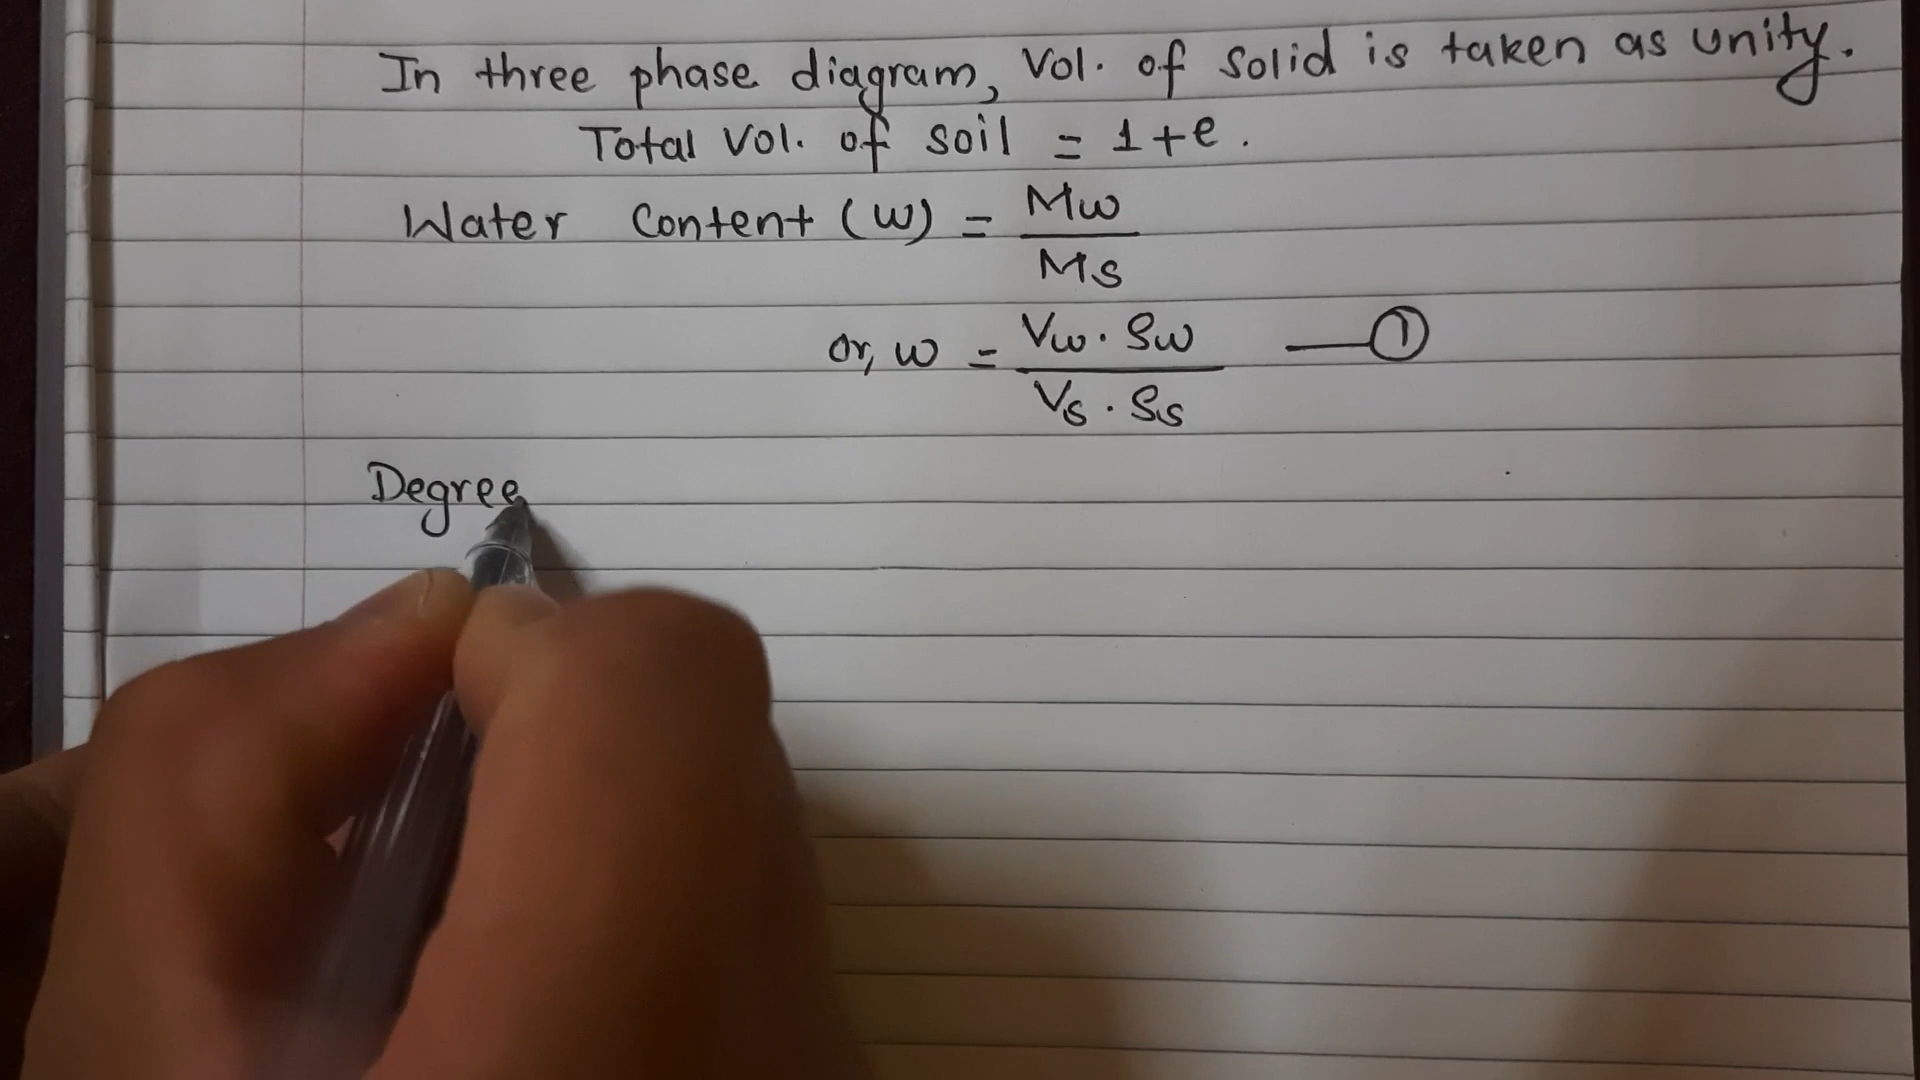 In three phase diagram, Vol. of Solid is taken as unity.
Total Vol. of soil = 1+e.
Water Content (w) = Mw / Ms
or, w = Vw . ρw / Vs . ρs —①
Degree